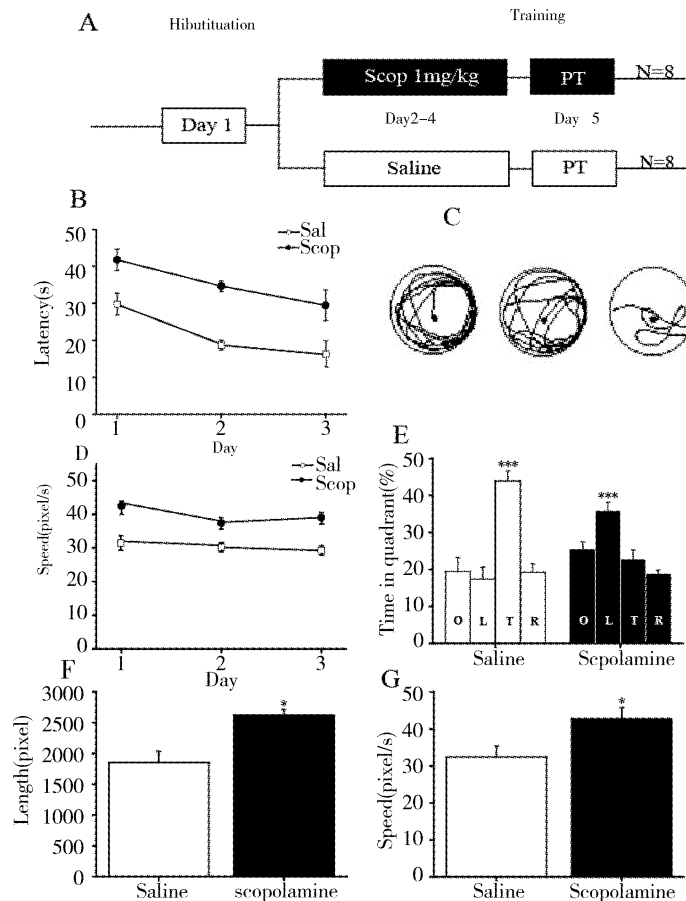 A
Hibutituation
Training
Scop 1mg/kg
PT
N=8
Day 1
Day2-4
Day 5
Saline
PT
N=8
B
50
40
30
20
10
0
Latency(s)
Sal
Scop
1
2
3
Day
C
D
50
40
30
20
10
0
Speed(pixel/s)
Sal
Scop
1
2
3
Day
E
50
40
30
20
10
0
Time in quadrant(%)
***
***
O L T R
O L T R
Saline
Scpolamine
F
3000
2500
2000
1500
1000
500
0
Length(pixel)
*
Saline
scopolamine
G
50
40
30
20
10
0
Speed(pixel/s)
*
Saline
Scopolamine